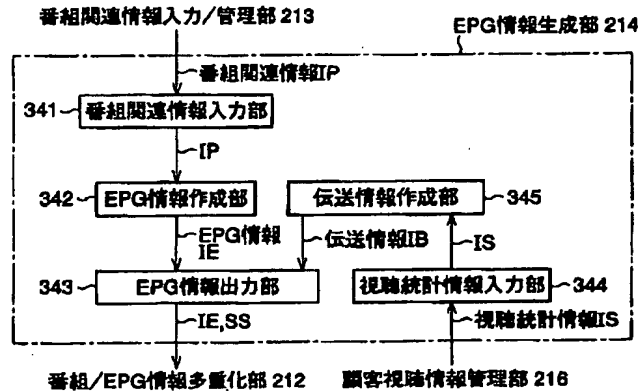 番組関連情報入力/管理部 213
EPG情報生成部 214
番組関連情報IP
341
番組関連情報入力部
IP
342
EPG情報作成部
伝送情報作成部
345
EPG情報
IE
伝送情報IB
IS
343
EPG情報出力部
視聴統計情報入力部
344
IE,SS
視聴統計情報IS
番組/EPG情報多重化部 212
顧客視聴情報管理部 216